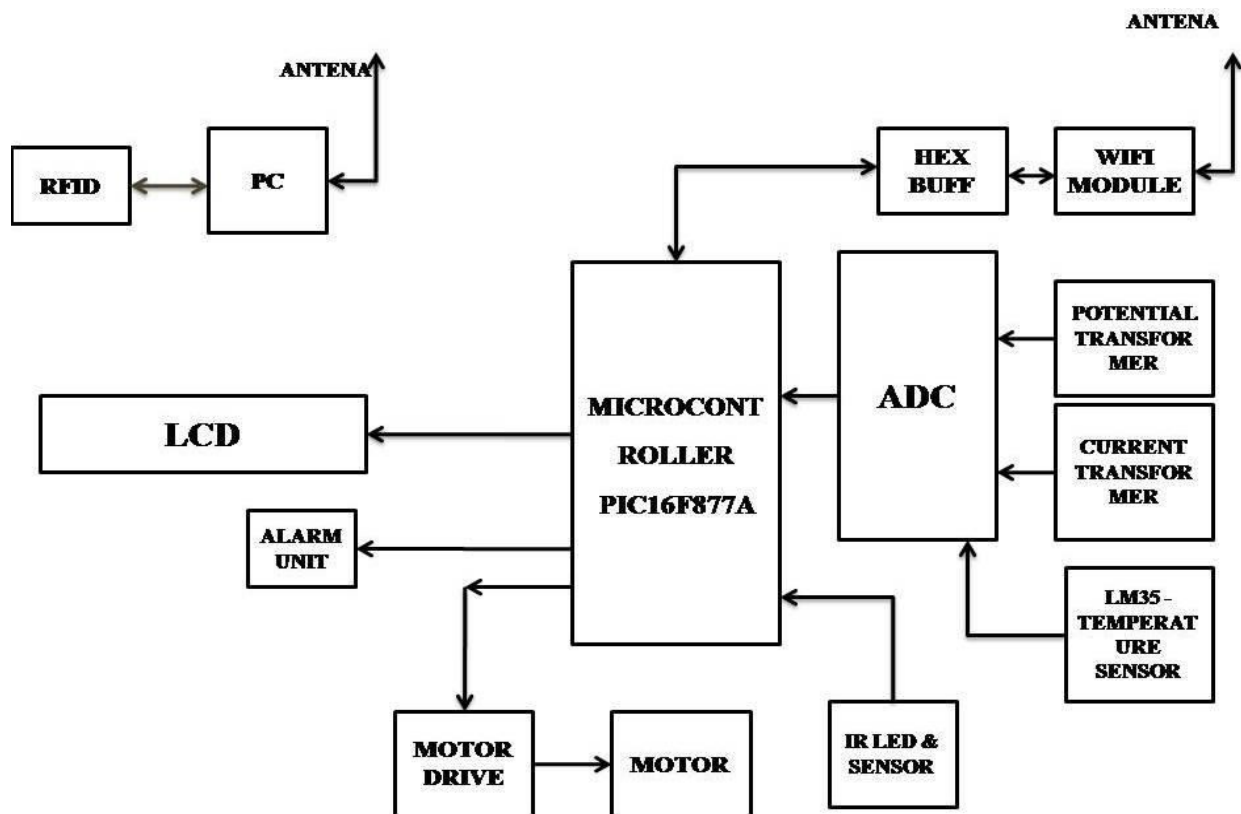 ANTENA
ANTENA
RFID
PC
HEX
BUFF
WIFI
MODULE
POTENTIAL
TRANSFOR
MER
ADC
MICROCONT
ROLLER
PIC16F877A
LCD
CURRENT
TRANSFOR
MER
ALARM
UNIT
LM35 -
TEMPERAT
URE
SENSOR
MOTOR
DRIVE
MOTOR
IR LED &
SENSOR